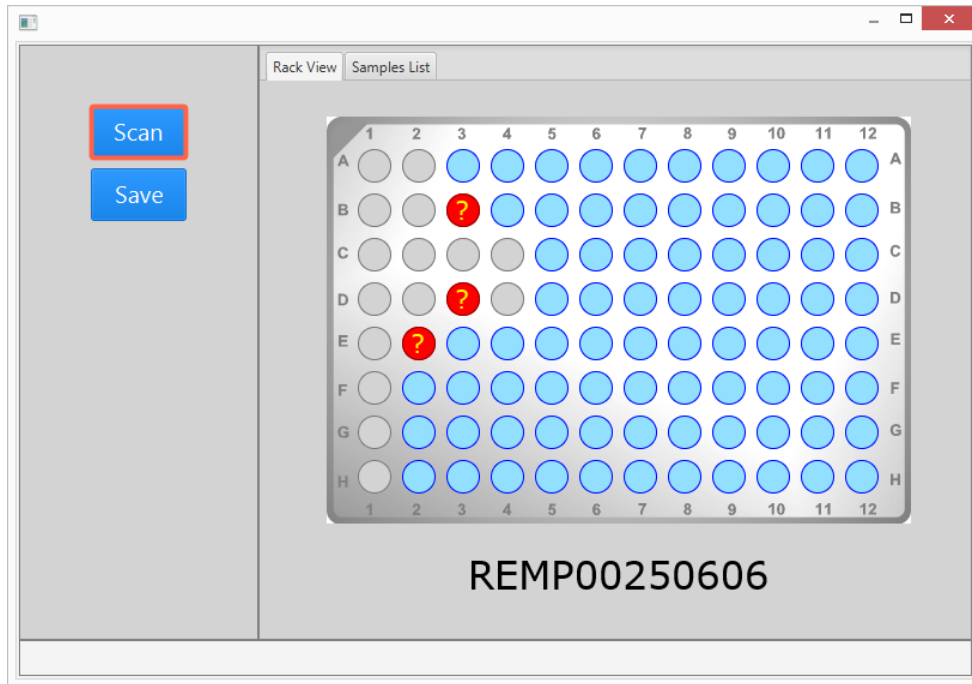 Rack View Samples List
Scan
Save
1 2 3 4 5 6 7 8 9 10 11 12
A A
B ? B
C C
D ? D
E ? E
F F
G G
H H
1 2 3 4 5 6 7 8 9 10 11 12
REMP00250606